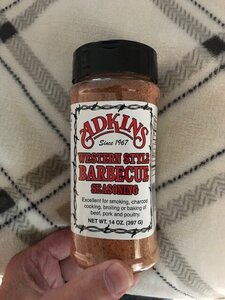 ADKINS
Since 1967
WESTERN STYLE
BARBECUE
SEASONING
Excellent for smoking, charcoal
cooking, broiling or baking of
beef, pork and poultry.
NET WT. 14 OZ. (397 G)